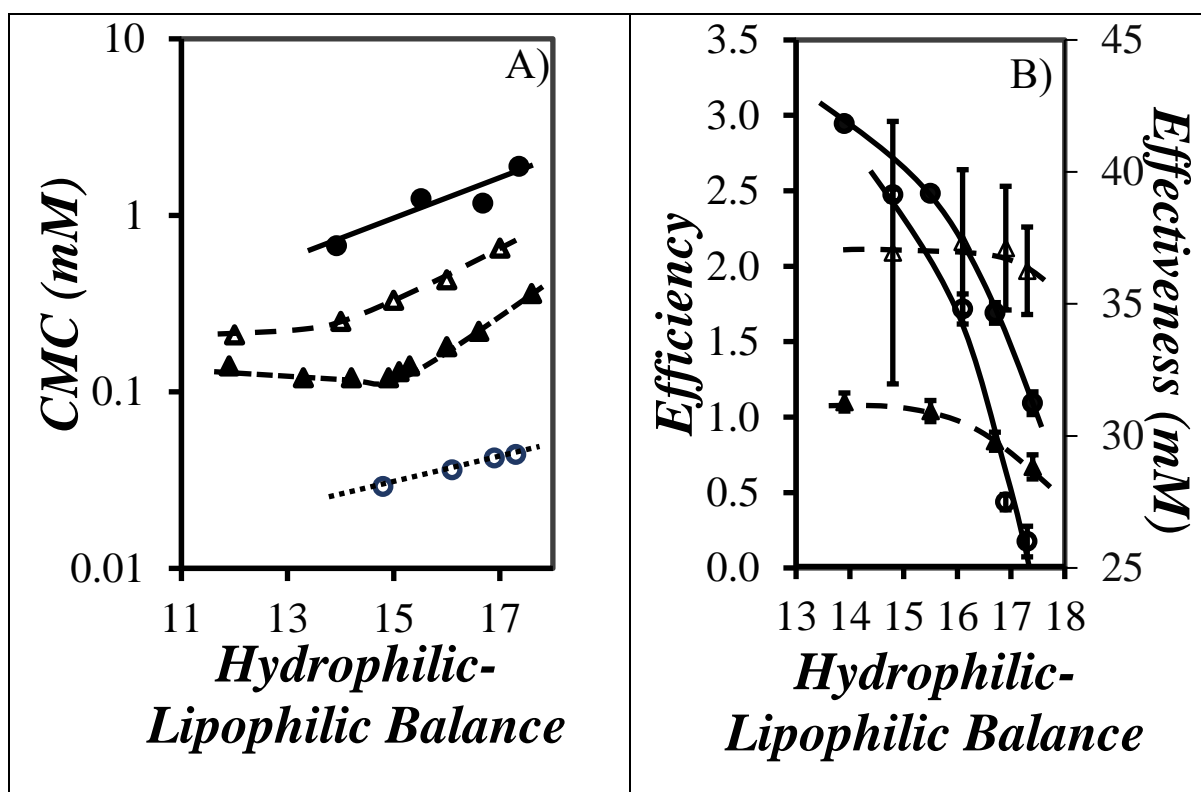 A)
CMC (mM)
10
1
0.1
0.01
11 13 15 17
Hydrophilic-
Lipophilic Balance
B)
Efficiency
3.5
3.0
2.5
2.0
1.5
1.0
0.5
0.0
45
40
35
30
25
Effectiveness (mM)
13 14 15 16 17 18
Hydrophilic-
Lipophilic Balance